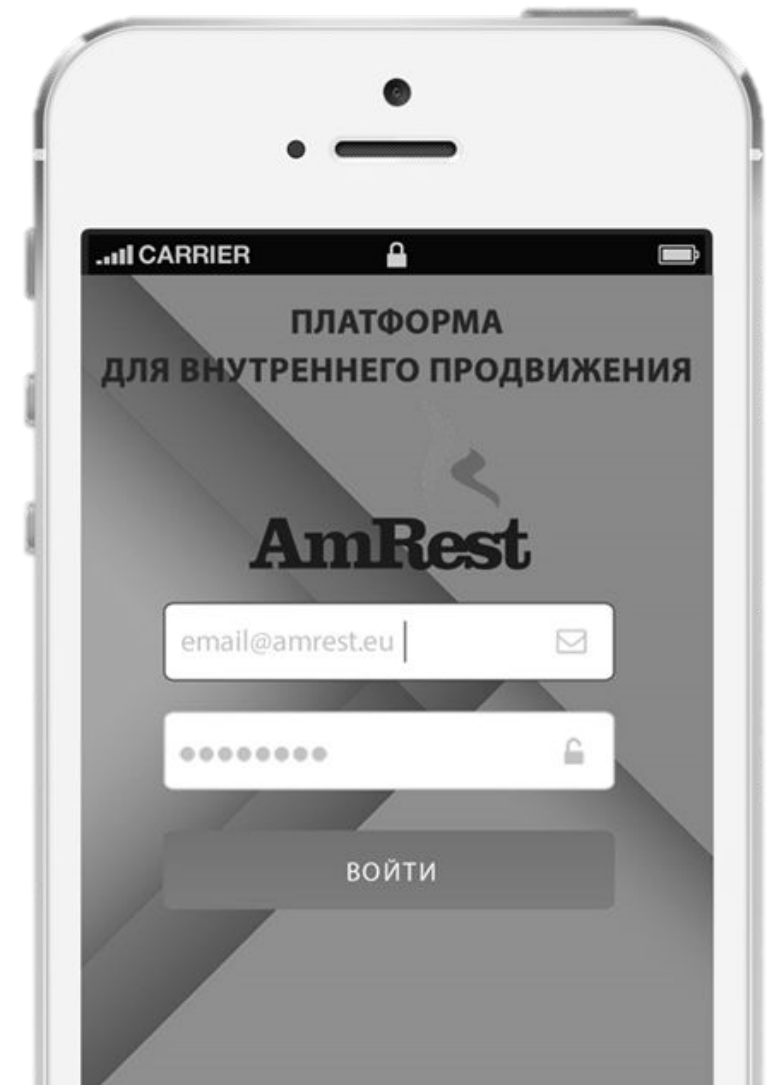 CARRIER
ПЛАТФОРМА
ДЛЯ ВНУТРЕННЕГО ПРОДВИЖЕНИЯ
AmRest
email@amrest.eu
●●●●●●●●
ВОЙТИ